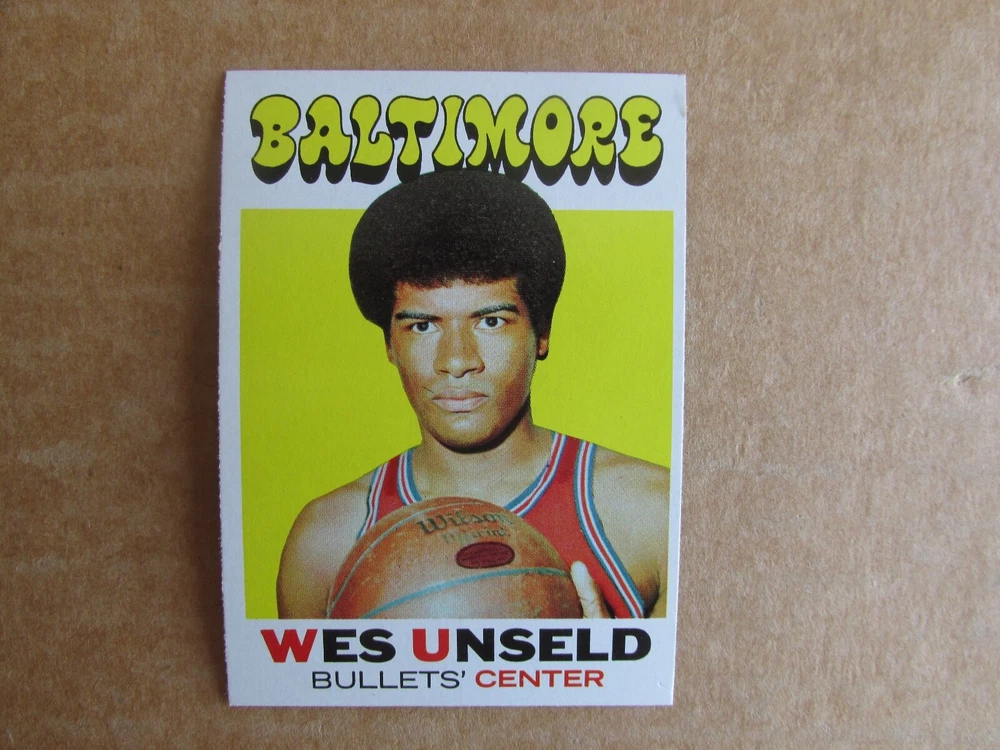 BALTIMORE
Wilson
WES UNSELD
BULLETS' CENTER